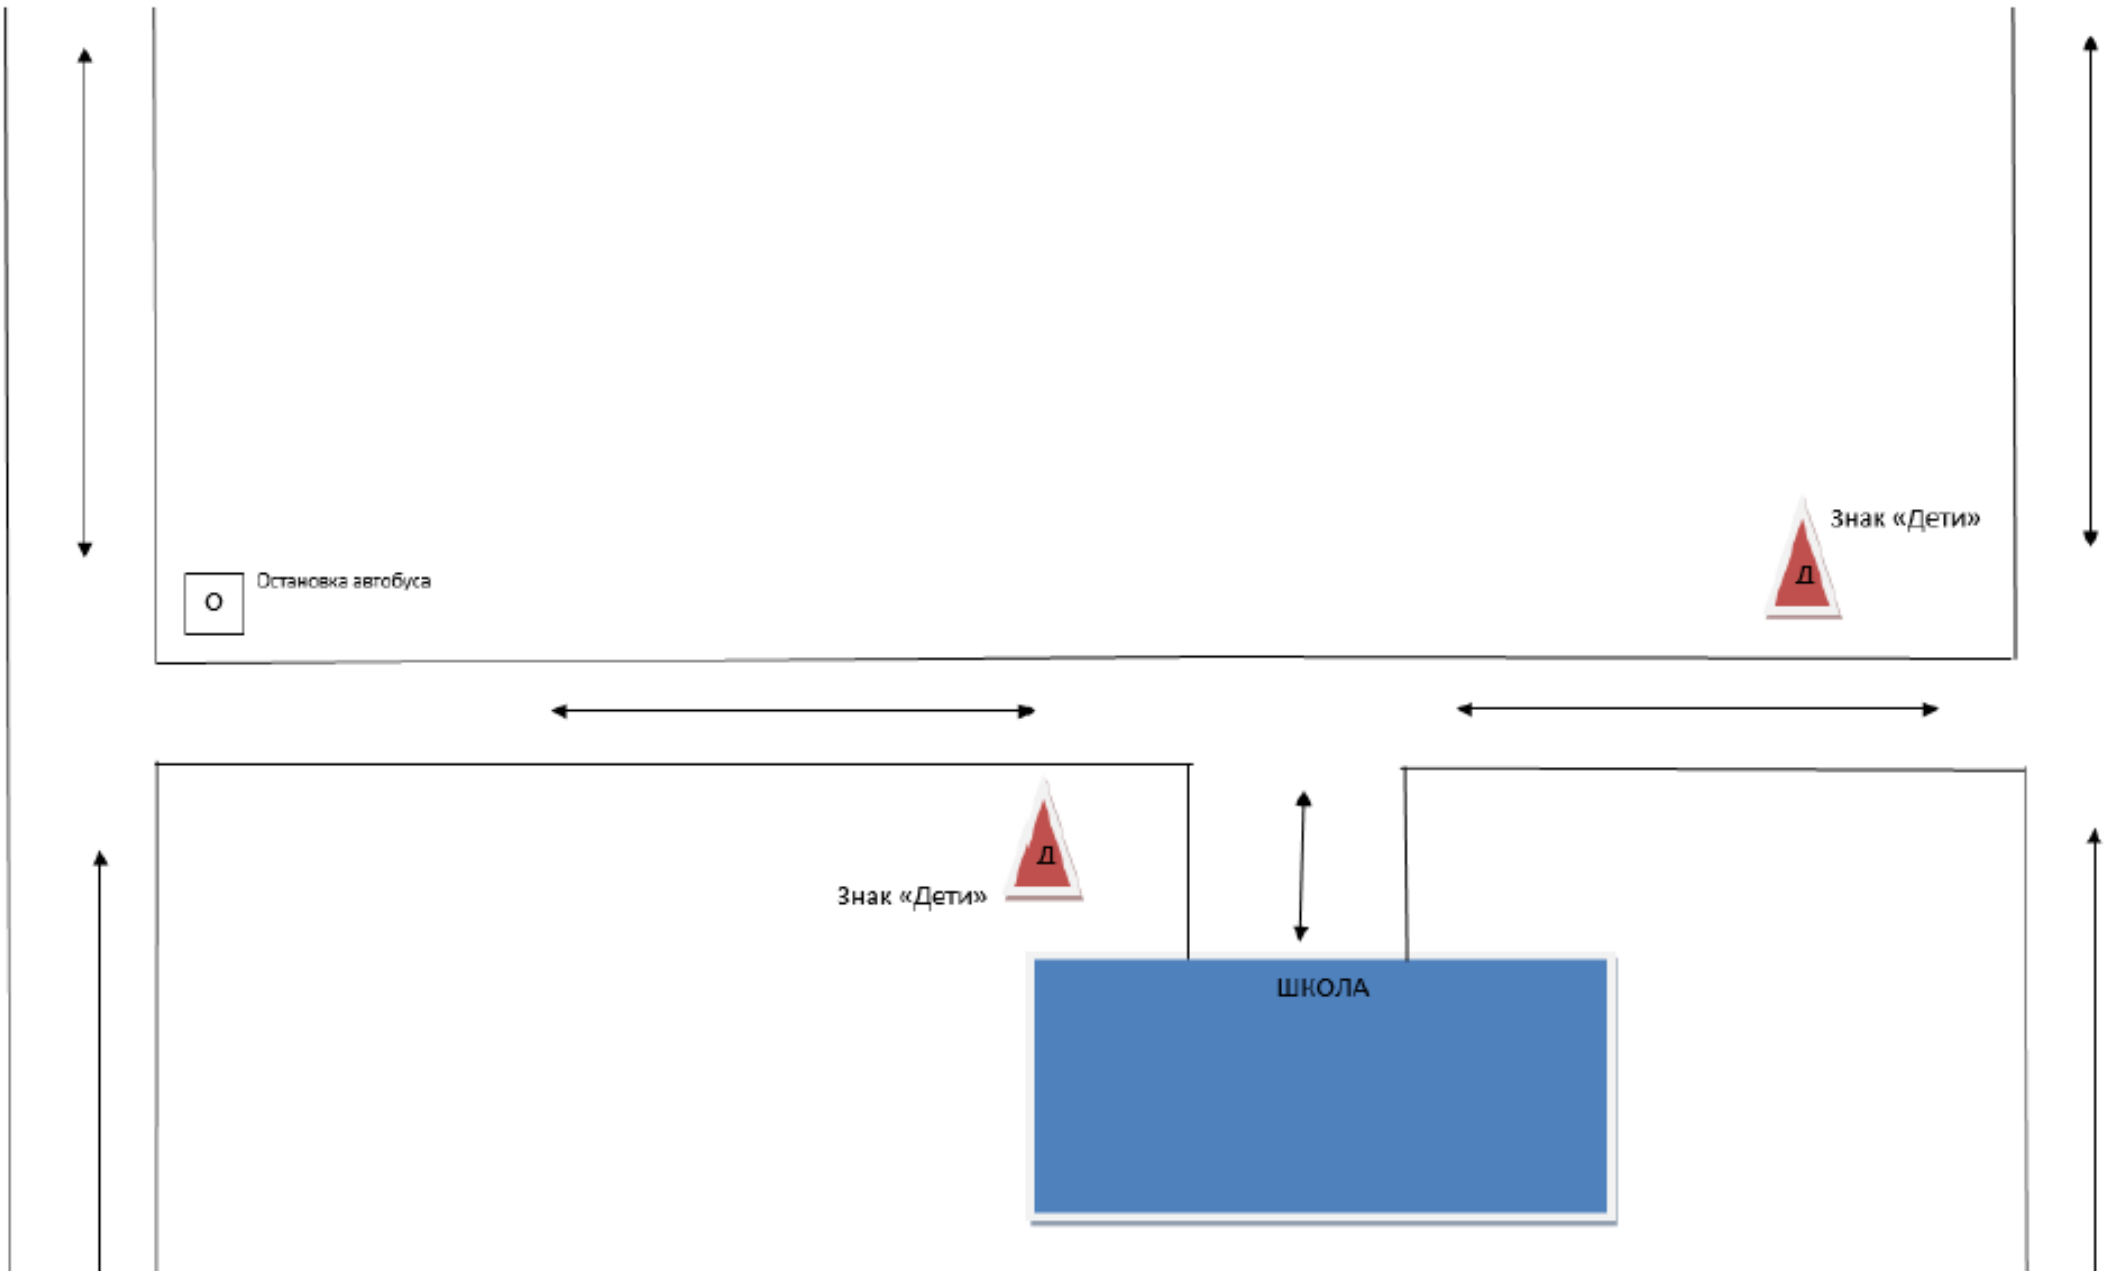 Знак «Дети»
Д
Остановка автобуса
О
Д
Знак «Дети»
ШКОЛА